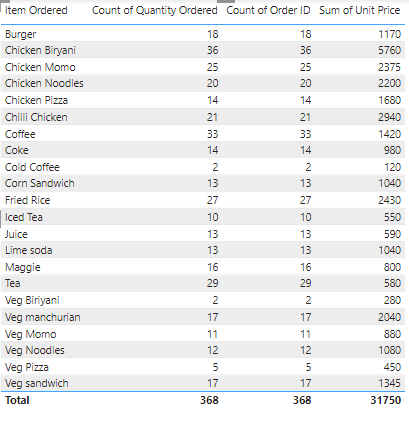 Item Ordered Count of Quantity Ordered Count of Order ID Sum of Unit Price
Burger 18 18 1170
Chicken Biryani 36 36 5760
Chicken Momo 25 25 2375
Chicken Noodles 20 20 2200
Chicken Pizza 14 14 1680
Chilli Chicken 21 21 2940
Coffee 33 33 1420
Coke 14 14 980
Cold Coffee 2 2 120
Corn Sandwich 13 13 1040
Fried Rice 27 27 2430
Iced Tea 10 10 550
Juice 13 13 590
Lime soda 13 13 1040
Maggie 16 16 800
Tea 29 29 580
Veg Biriyani 2 2 280
Veg manchurian 17 17 2040
Veg Momo 11 11 880
Veg Noodles 12 12 1080
Veg Pizza 5 5 450
Veg sandwich 17 17 1345
Total 368 368 31750